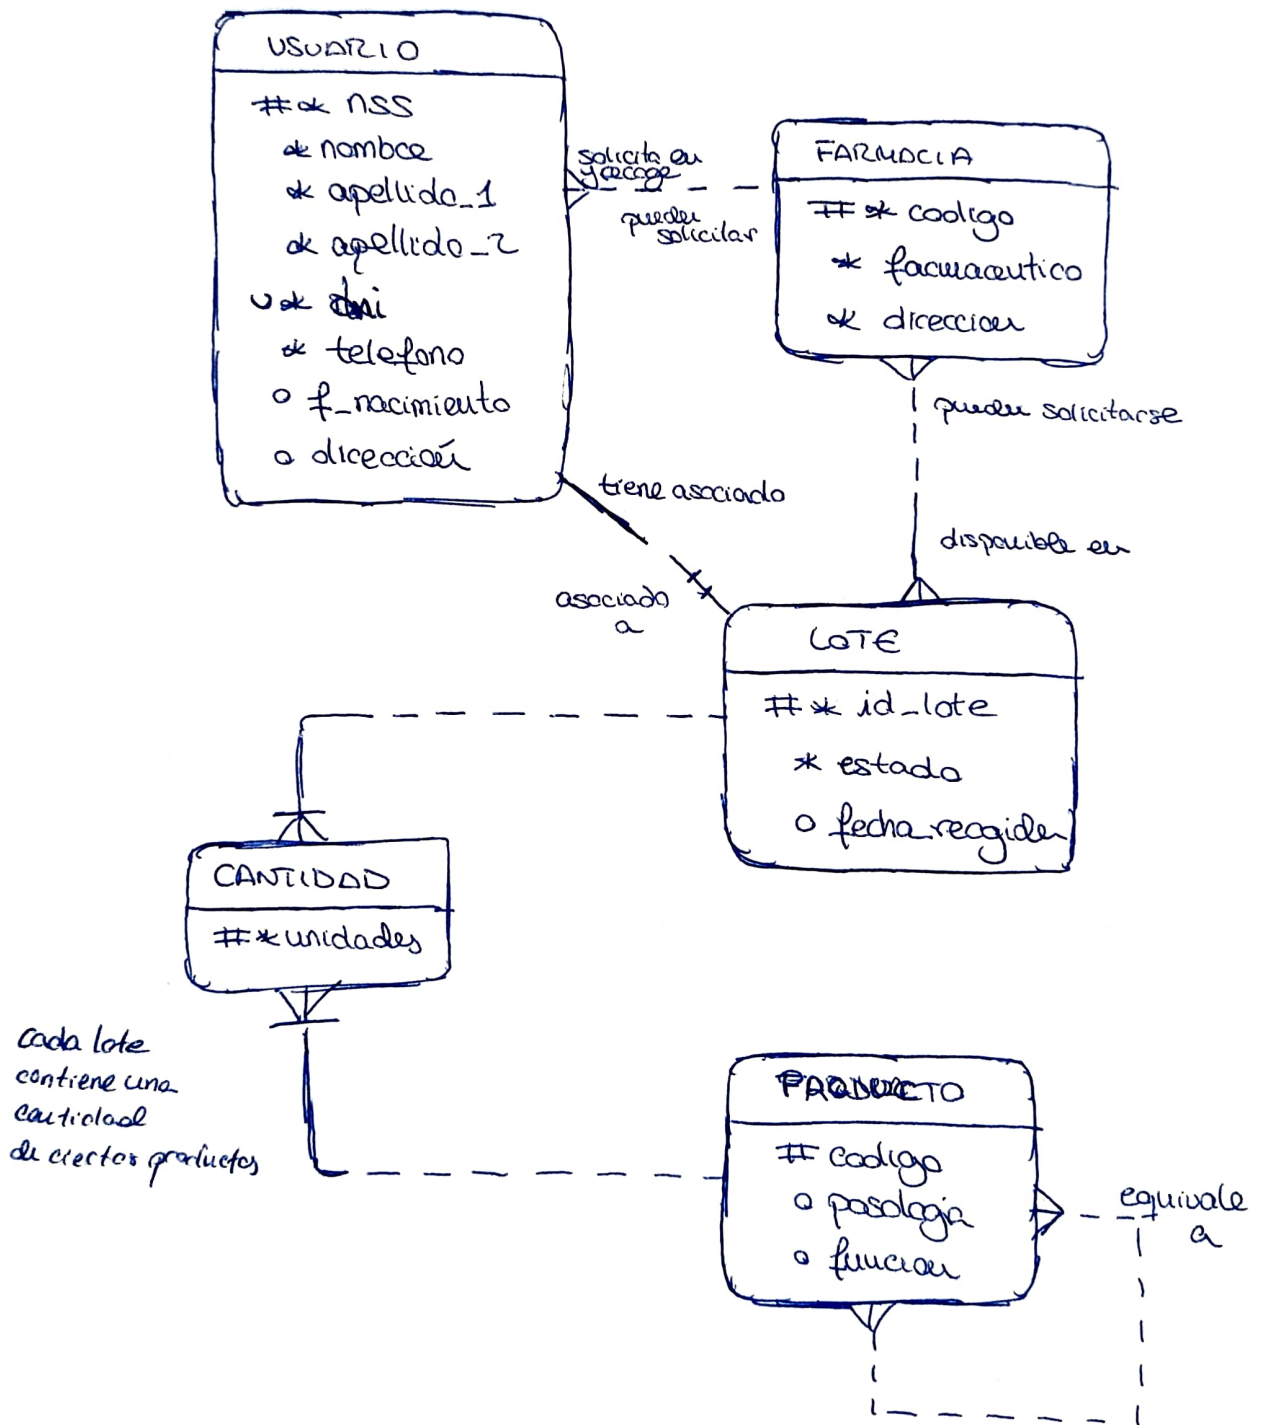 USUARIO
#* nss
* nombre
* apellido_1
* apellido_2
U* dni
* telefono
o f_nacimiento
o dirección
solicita en
y recoge
pueden
solicitar
FARMACIA
#* codigo
* farmaceutico
* direccion
pueden solicitarse
disponible en
tiene asociado
asociado
a
LOTE
#* id_lote
* estado
o fecha_recogida
CANTIDAD
#* unidades
cada lote
contiene una
cantidad
de ciertos productos
PRODUCTO
# codigo
o posologia
o funcion
equivale
a